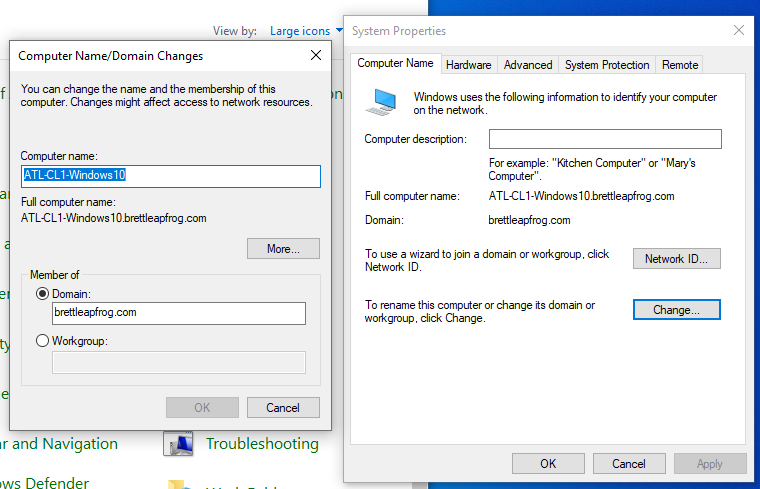 View by:
Large icons
Computer Name/Domain Changes
You can change the name and the membership of this
computer. Changes might affect access to network resources.
Computer name:
ATL-CL1-Windows10
Full computer name:
ATL-CL1-Windows10.brettleapfrog.com
More...
Member of
Domain:
brettleapfrog.com
Workgroup:
OK
Cancel
System Properties
Computer Name
Hardware
Advanced
System Protection
Remote
Windows uses the following information to identify your computer
on the network.
Computer description:
For example: "Kitchen Computer" or "Mary's
Computer".
Full computer name:
ATL-CL1-Windows10.brettleapfrog.com
Domain:
brettleapfrog.com
To use a wizard to join a domain or workgroup, click
Network ID.
Network ID...
To rename this computer or change its domain or
workgroup, click Change.
Change...
OK
Cancel
Apply
and Navigation
Troubleshooting
Defender